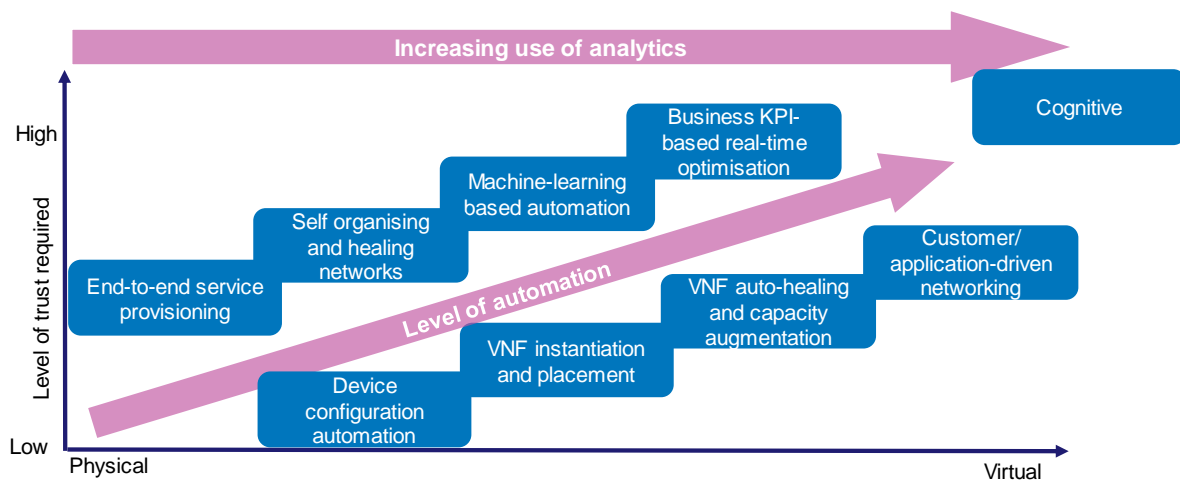 Increasing use of analytics
High
Level of trust required
Low
Cognitive
Business KPI-
based real-time
optimisation
Machine-learning
based automation
Self organising
and healing
networks
End-to-end service
provisioning
Level of automation
Customer/
application-driven
networking
VNF auto-healing
and capacity
augmentation
VNF instantiation
and placement
Device
configuration
automation
Physical
Virtual